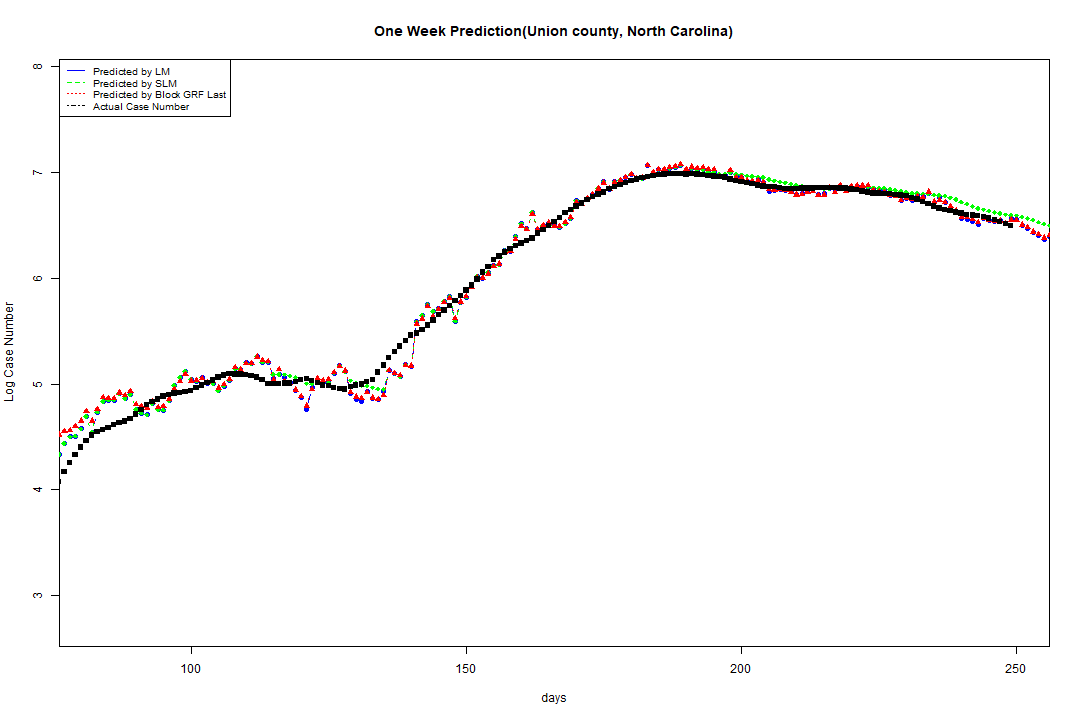 One Week Prediction(Union county, North Carolina)
Predicted by LM
Predicted by SLM
Predicted by Block GRF Last
Actual Case Number
8
7
6
5
4
3
Log Case Number
100 150 200 250
days